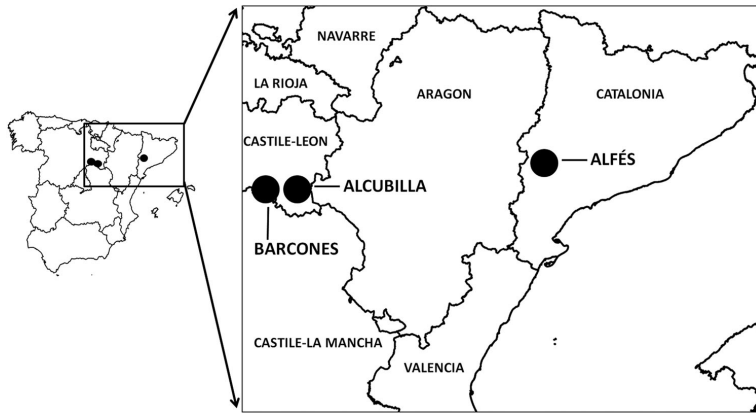 NAVARRE
LA RIOJA
ARAGON
CATALONIA
CASTILE-LEON
ALFÉS
ALCUBILLA
BARCONES
CASTILE-LA MANCHA
VALENCIA